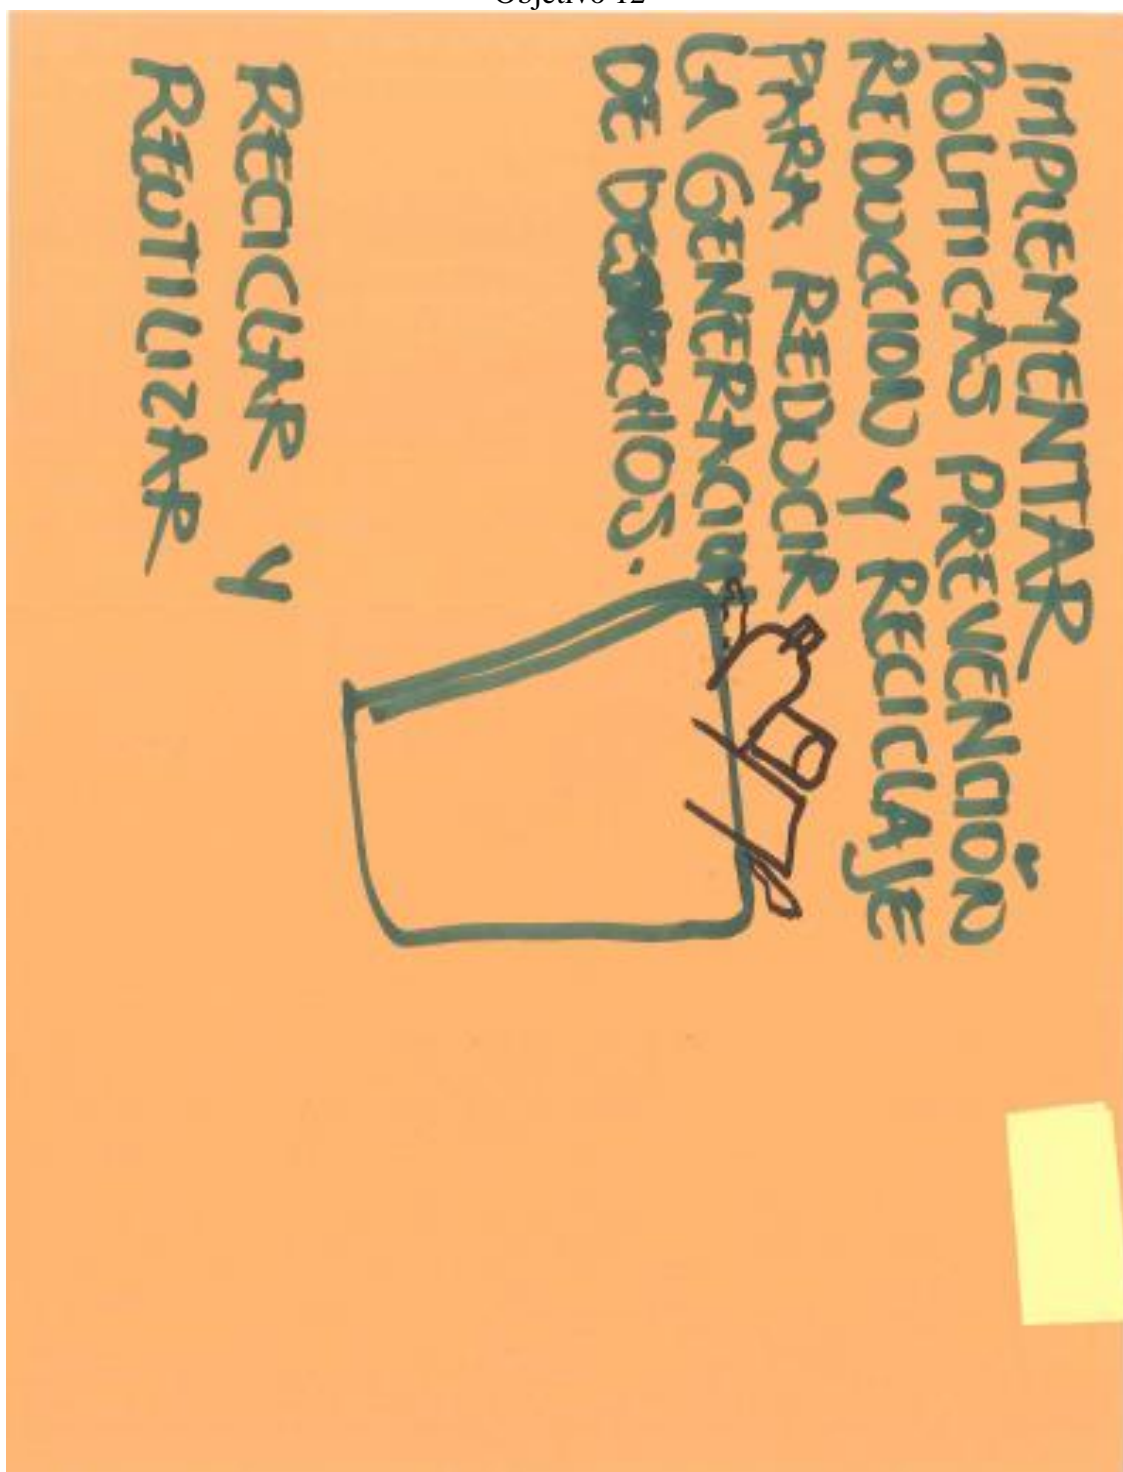 Objetivo 12
IMPLEMENTAR
POLITICAS PREVENCIÓN
REDUCCION Y RECICLAJE
PARA REDUCIR
LA GENERACIÓN
DE DESECHOS.
RECICLAR Y
REUTILIZAR